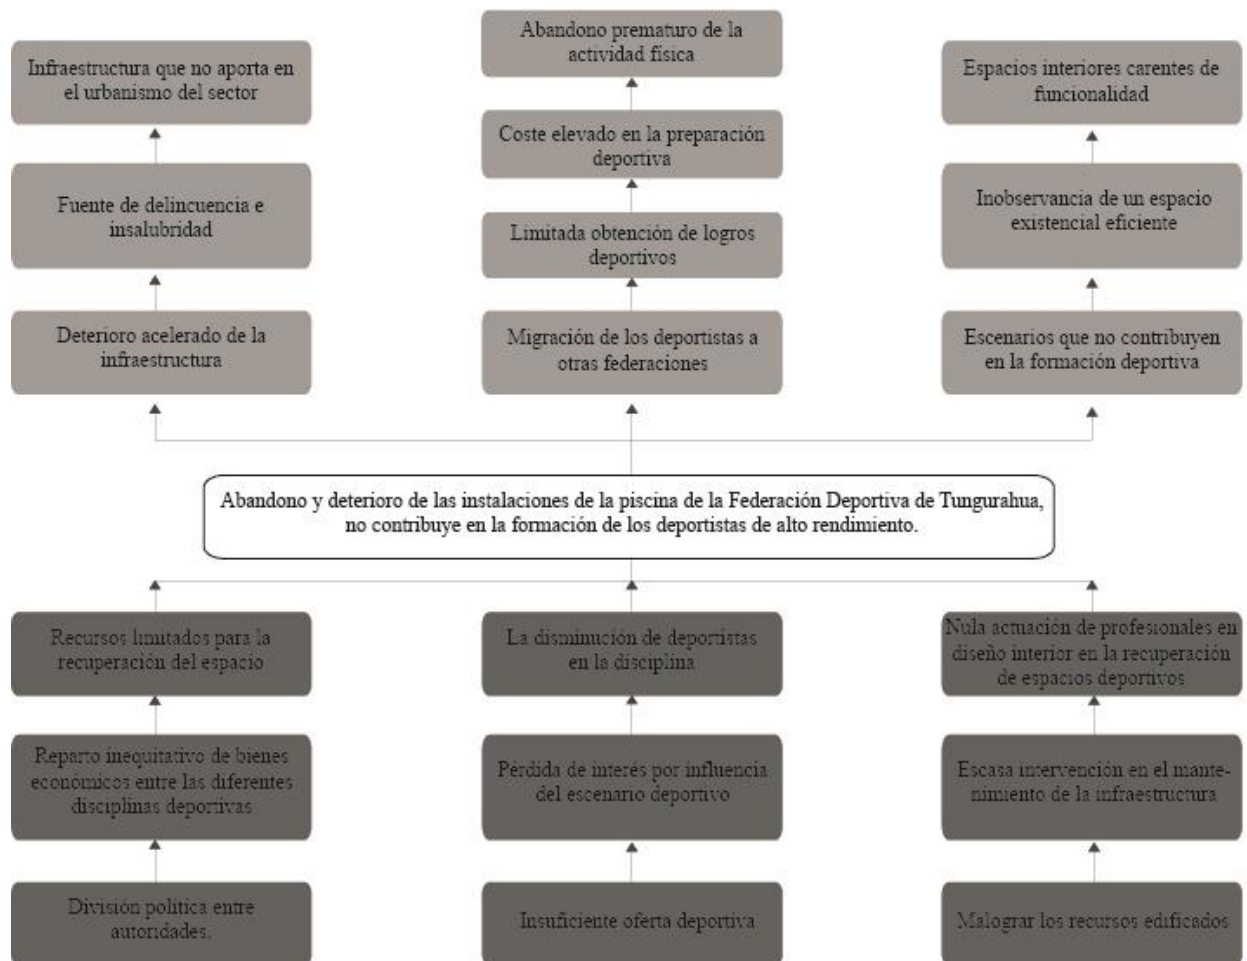 Abandono prematuro de la
actividad física
Infraestructura que no aporta en
el urbanismo del sector
Espacios interiores carentes de
funcionalidad
Coste elevado en la preparación
deportiva
Fuente de delincuencia e
insalubridad
Inobservancia de un espacio
existencial eficiente
Limitada obtención de logros
deportivos
Deterioro acelerado de la
infraestructura
Migración de los deportistas a
otras federaciones
Escenarios que no contribuyen
en la formación deportiva
Abandono y deterioro de las instalaciones de la piscina de la Federación Deportiva de Tungurahua,
no contribuye en la formación de los deportistas de alto rendimiento.
Recursos limitados para la
recuperación del espacio
La disminución de deportistas
en la disciplina
Nula actuación de profesionales en
diseño interior en la recuperación
de espacios deportivos
Reparto inequitativo de bienes
económicos entre las diferentes
disciplinas deportivas
Pérdida de interés por influencia
del escenario deportivo
Escasa intervención en el mante-
nimiento de la infraestructura
División política entre
autoridades.
Insuficiente oferta deportiva
Malograr los recursos edificados